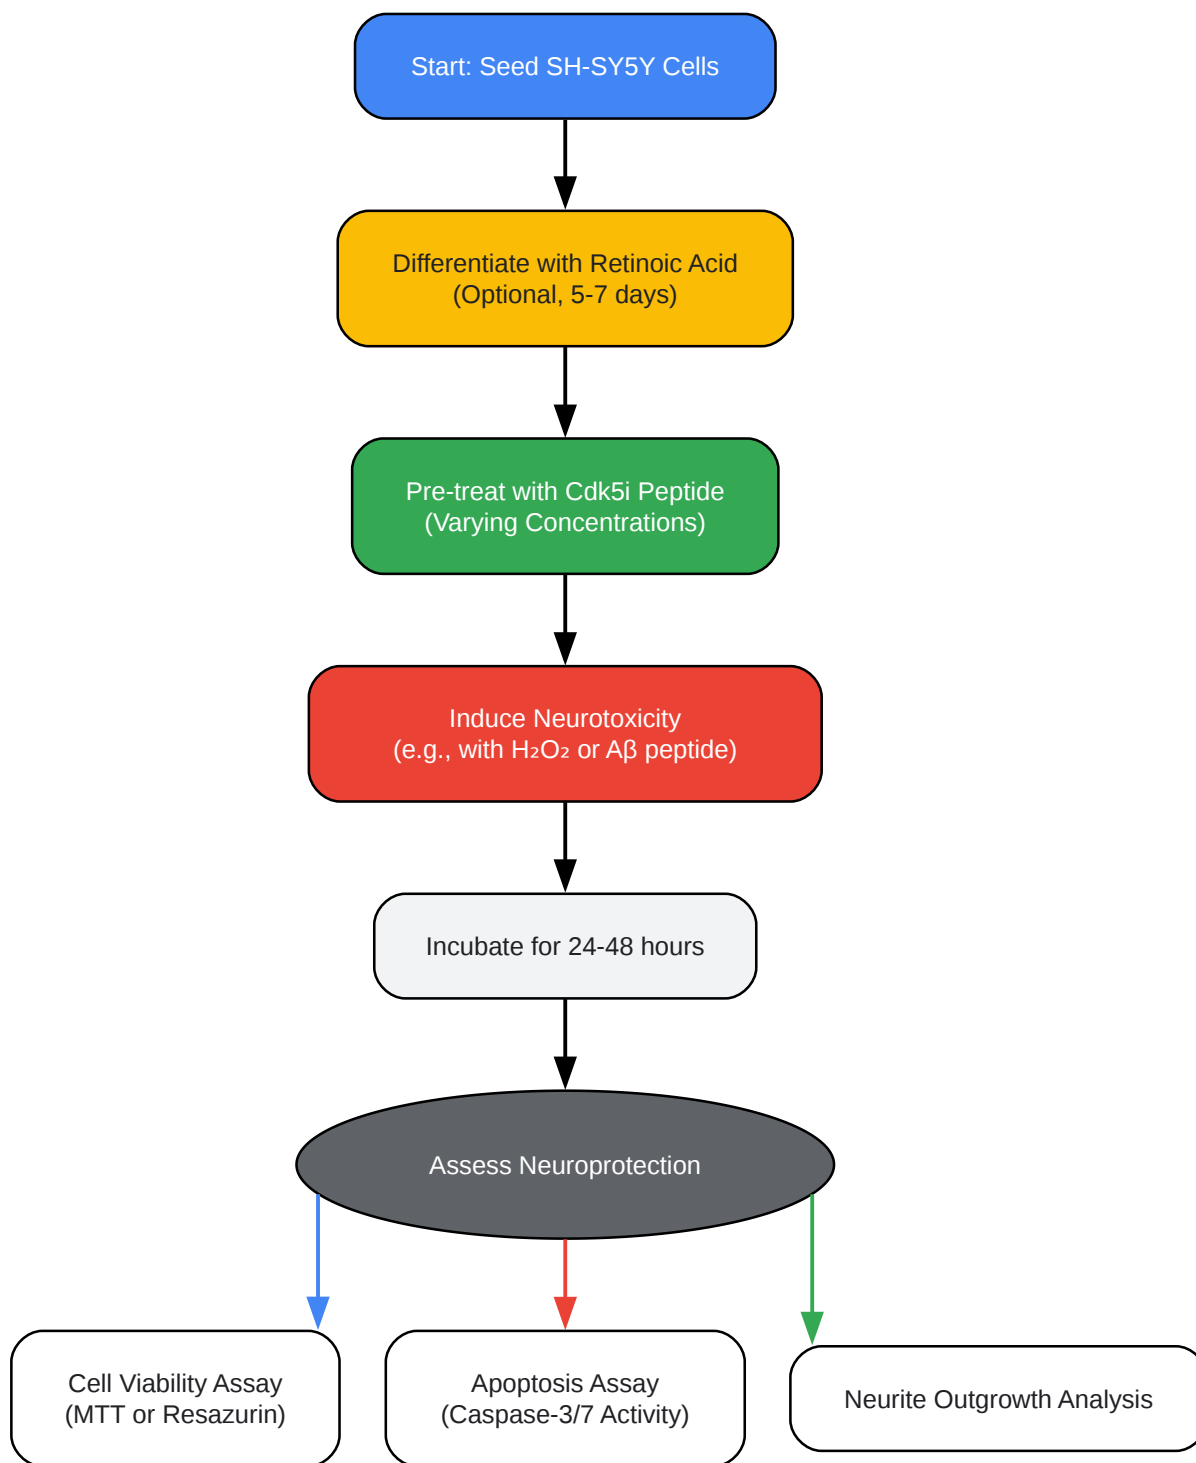 Start: Seed SH-SY5Y Cells
Differentiate with Retinoic Acid
(Optional, 5-7 days)
Pre-treat with Cdk5i Peptide
(Varying Concentrations)
Induce Neurotoxicity
(e.g., with H₂O₂ or Aβ peptide)
Incubate for 24-48 hours
Assess Neuroprotection
Cell Viability Assay
(MTT or Resazurin)
Apoptosis Assay
(Caspase-3/7 Activity)
Neurite Outgrowth Analysis